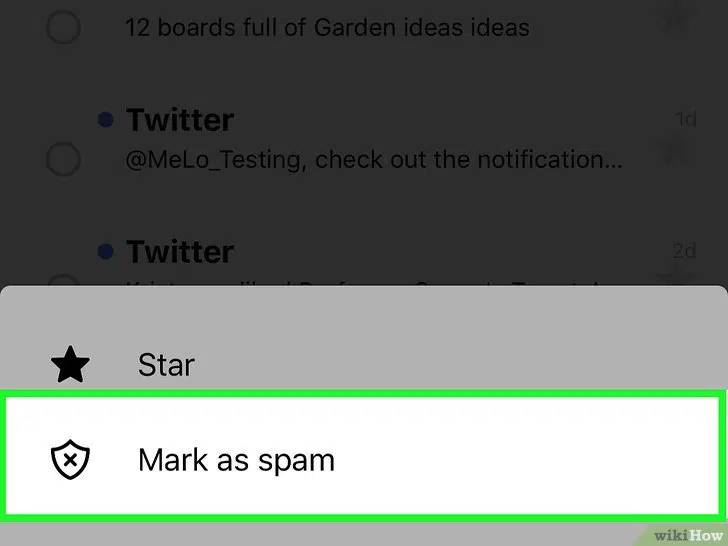 12 boards full of Garden ideas ideas
Twitter
1d
@MeLo_Testing, check out the notification...
Twitter
2d
Star
Mark as spam
wikiHow